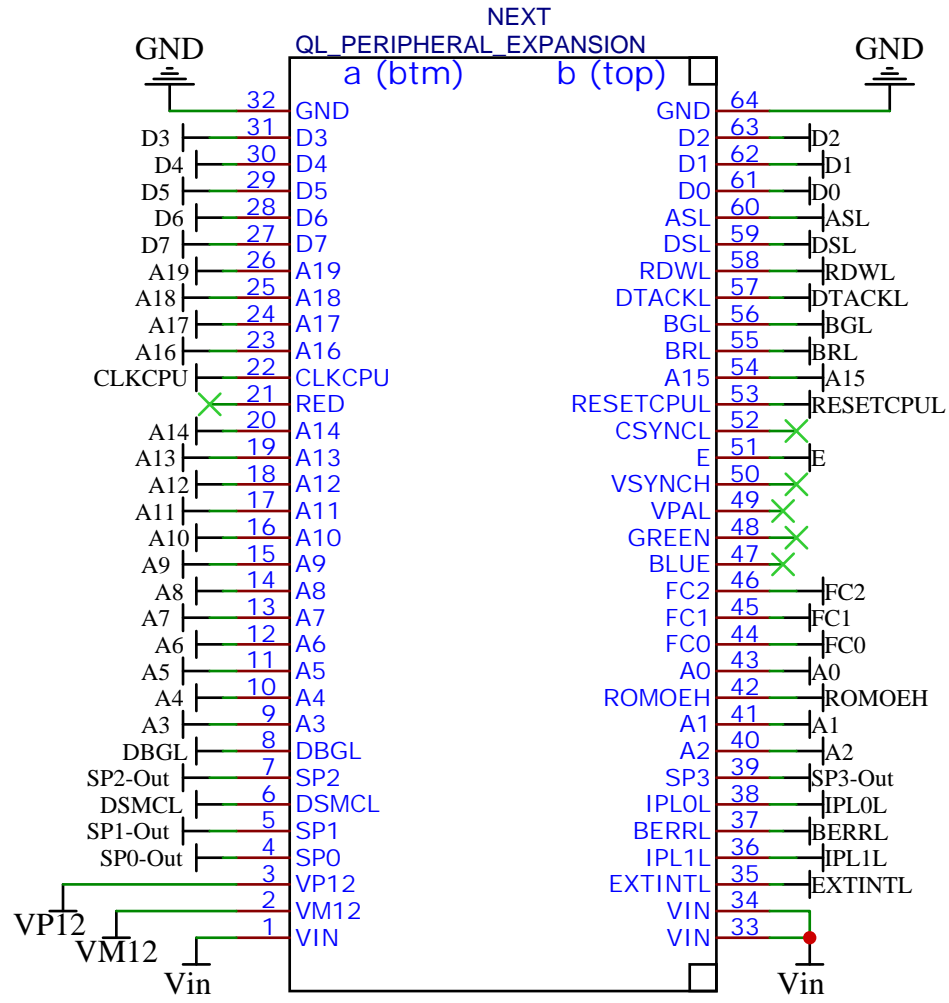 NEXT
QL_PERIPHERAL_EXPANSION
GND GND
a (btm) b (top)
32 GND GND 64
D3 31 D3 D2 63 D2
D4 30 D4 D1 62 D1
D5 29 D5 D0 61 D0
D6 28 D6 ASL 60 ASL
D7 27 D7 DSL 59 DSL
A19 26 A19 RDWL 58 RDWL
A18 25 A18 DTACKL 57 DTACKL
A17 24 A17 BGL 56 BGL
A16 23 A16 BRL 55 BRL
CLKCPU 22 CLKCPU A15 54 A15
21 RED RESETCPUL 53 RESETCPUL
A14 20 A14 CSYNCL 52
A13 19 A13 E 51 E
A12 18 A12 VSYNCH 50
A11 17 A11 VPAL 49
A10 16 A10 GREEN 48
A9 15 A9 BLUE 47
A8 14 A8 FC2 46 FC2
A7 13 A7 FC1 45 FC1
A6 12 A6 FC0 44 FC0
A5 11 A5 A0 43 A0
A4 10 A4 ROMOEH 42 ROMOEH
A3 9 A3 A1 41 A1
DBGL 8 DBGL A2 40 A2
SP2-Out 7 SP2 SP3 39 SP3-Out
DSMCL 6 DSMCL IPL0L 38 IPL0L
SP1-Out 5 SP1 BERRL 37 BERRL
SP0-Out 4 SP0 IPL1L 36 IPL1L
3 VP12 EXTINTL 35 EXTINTL
VP12 2 VM12 VIN 34
VM12 1 VIN VIN 33
Vin Vin